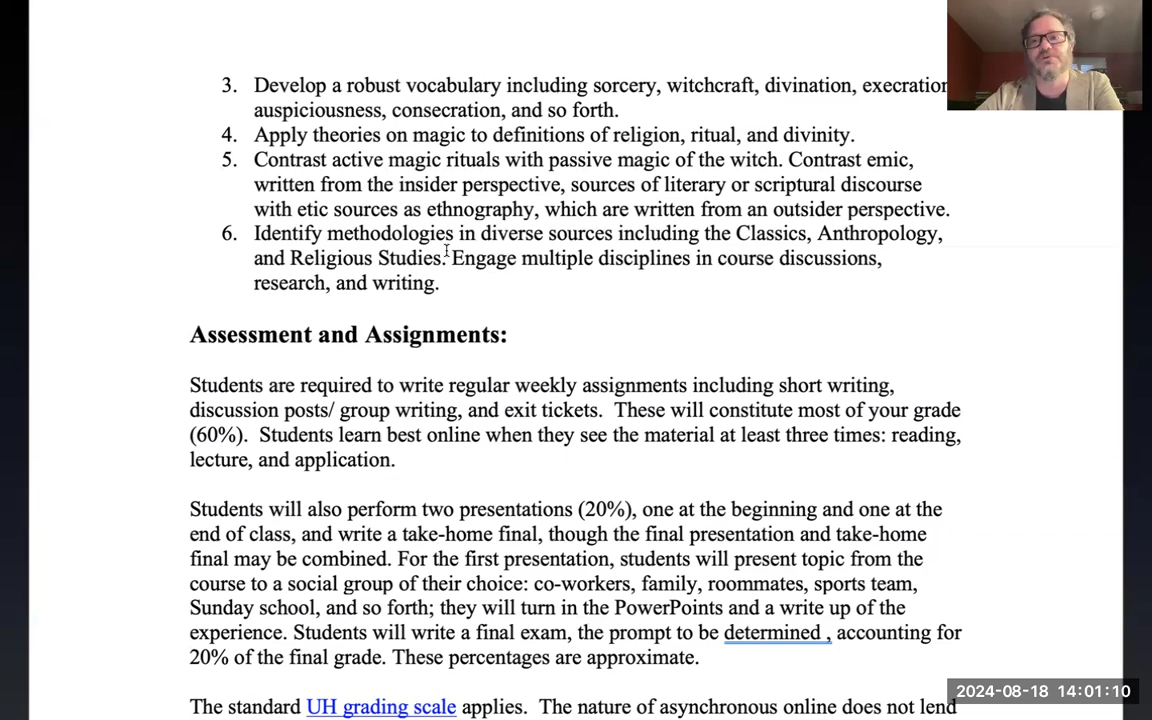 3. Develop a robust vocabulary including sorcery, witchcraft, divination, execration
auspiciousness, consecration, and so forth.
4. Apply theories on magic to definitions of religion, ritual, and divinity.
5. Contrast active magic rituals with passive magic of the witch. Contrast emic,
written from the insider perspective, sources of literary or scriptural discourse
with etic sources as ethnography, which are written from an outsider perspective.
6. Identify methodologies in diverse sources including the Classics, Anthropology,
and Religious Studies. Engage multiple disciplines in course discussions,
research, and writing.
Assessment and Assignments:
Students are required to write regular weekly assignments including short writing,
discussion posts/ group writing, and exit tickets.  These will constitute most of your grade
(60%).  Students learn best online when they see the material at least three times: reading,
lecture, and application.
Students will also perform two presentations (20%), one at the beginning and one at the
end of class, and write a take-home final, though the final presentation and take-home
final may be combined. For the first presentation, students will present topic from the
course to a social group of their choice: co-workers, family, roommates, sports team,
Sunday school, and so forth; they will turn in the PowerPoints and a write up of the
experience. Students will write a final exam, the prompt to be determined , accounting for
20% of the final grade. These percentages are approximate.
The standard UH grading scale applies.  The nature of asynchronous online does not lend
2024-08-18 14:01:10